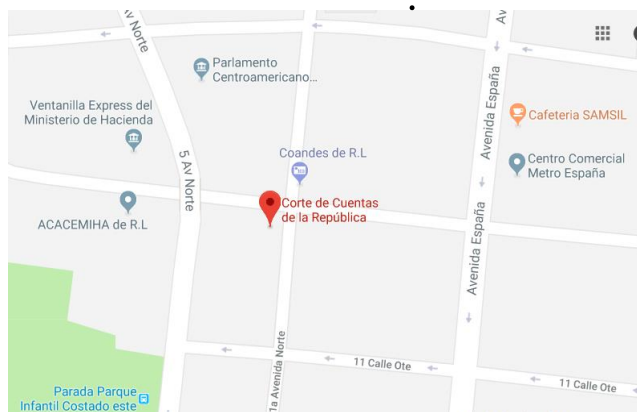 5 Av Norte
Parlamento
Centroamericano...
Ventanilla Express del
Ministerio de Hacienda
Avenida España
Cafeteria SAMSIL
Coandes de R.L
Centro Comercial
Metro España
5 Av Norte
ACACEMIHA de R.L
Corte de Cuentas
de la República
Avenida España
1a Avenida Norte
11 Calle Ote
11 Calle Ote
Parada Parque
Infantil Costado este